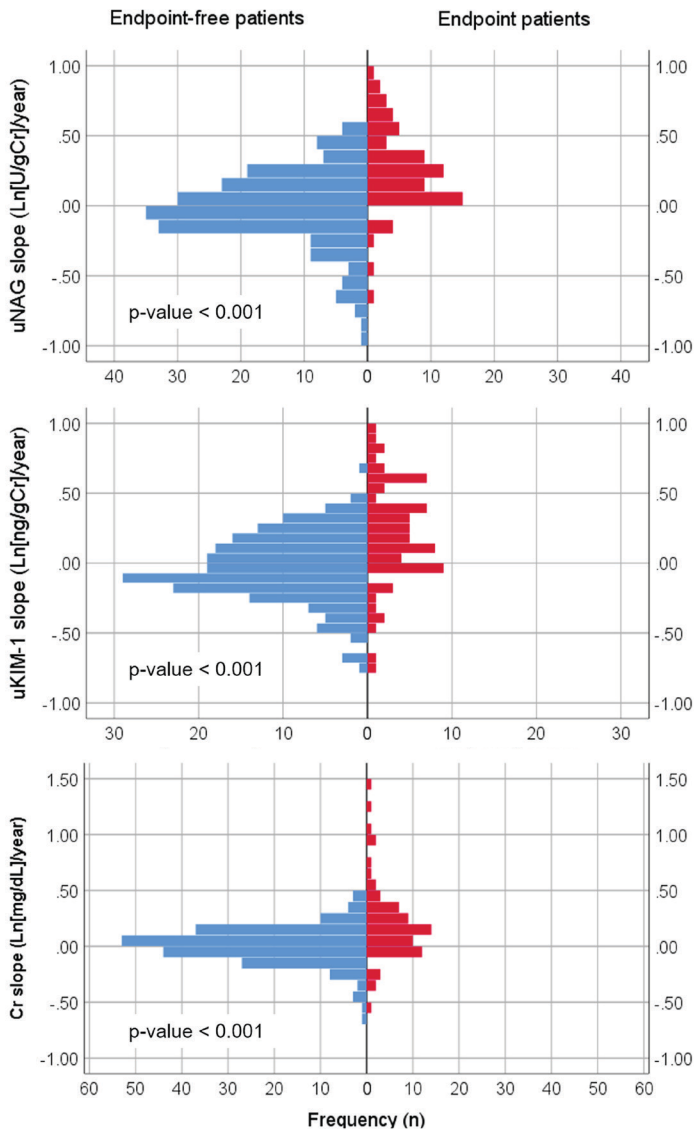 Endpoint-free patients Endpoint patients
1.00 1.00
.50 .50
.00 .00
-.50 -.50
-1.00 -1.00
uNAG slope (Ln[U/gCr]/year)
p-value < 0.001
40 30 20 10 0 10 20 30 40
1.00 1.00
.50 .50
.00 .00
-.50 -.50
-1.00 -1.00
uKIM-1 slope (Ln[ng/gCr]/year)
p-value < 0.001
30 20 10 0 10 20 30
1.50 1.50
1.00 1.00
.50 .50
.00 .00
-.50 -.50
-1.00 -1.00
Cr slope (Ln[mg/dL]/year)
p-value < 0.001
60 50 40 30 20 10 0 10 20 30 40 50 60
Frequency (n)